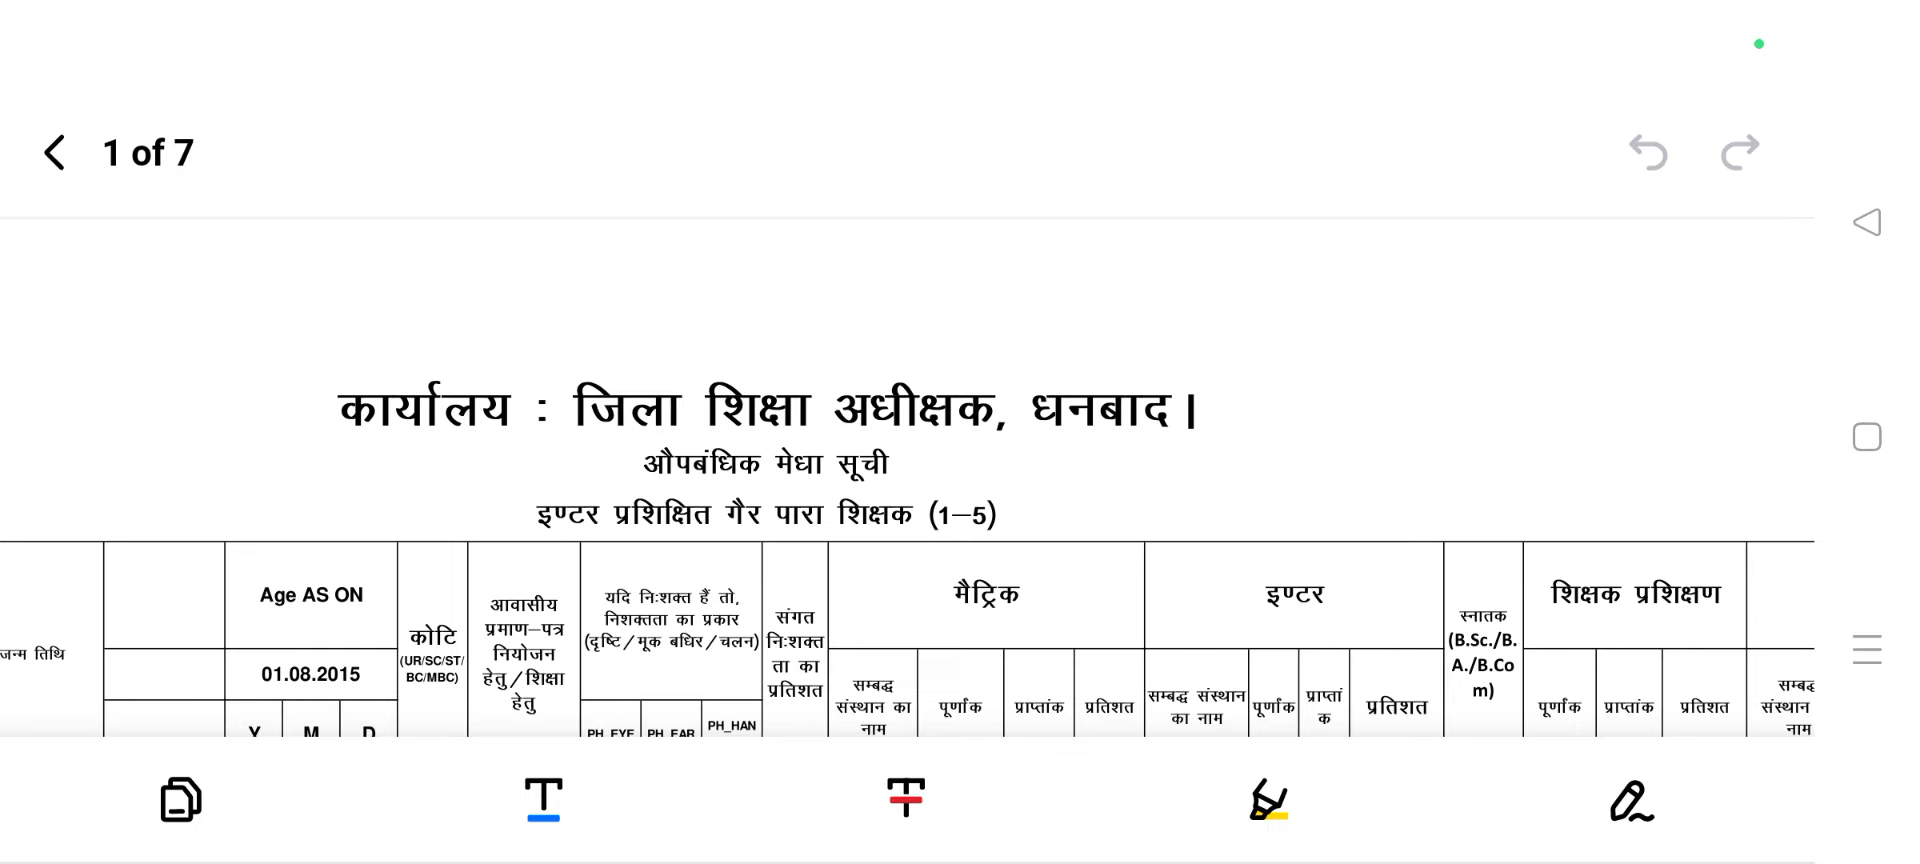 1 of 7
कार्यालय : जिला शिक्षा अधीक्षक, धनबाद।
औपबंधिक मेधा सूची
इण्टर प्रशिक्षित गैर पारा शिक्षक (1–5)
जन्म तिथि
Age AS ON
01.08.2015
Y M D
कोटि
(UR/SC/ST/
BC/MBC)
आवासीय
प्रमाण–पत्र
नियोजन
हेतु/शिक्षा
हेतु
यदि निःशक्त हैं तो,
निशक्तता का प्रकार
(दृष्टि/मूक बधिर/चलन)
PH_EYE PH_EAR PH_HAN
संगत
निःशक्त
ता का
प्रतिशत
मैट्रिक
सम्बद्ध
संस्थान का
नाम
पूर्णांक
प्राप्तांक
प्रतिशत
इण्टर
सम्बद्ध संस्थान
का नाम
पूर्णांक
प्राप्तां
क
प्रतिशत
स्नातक
(B.Sc./B.
A./B.Co
m)
शिक्षक प्रशिक्षण
पूर्णांक
प्राप्तांक
प्रतिशत
सम्बद्ध
संस्थान
नाम